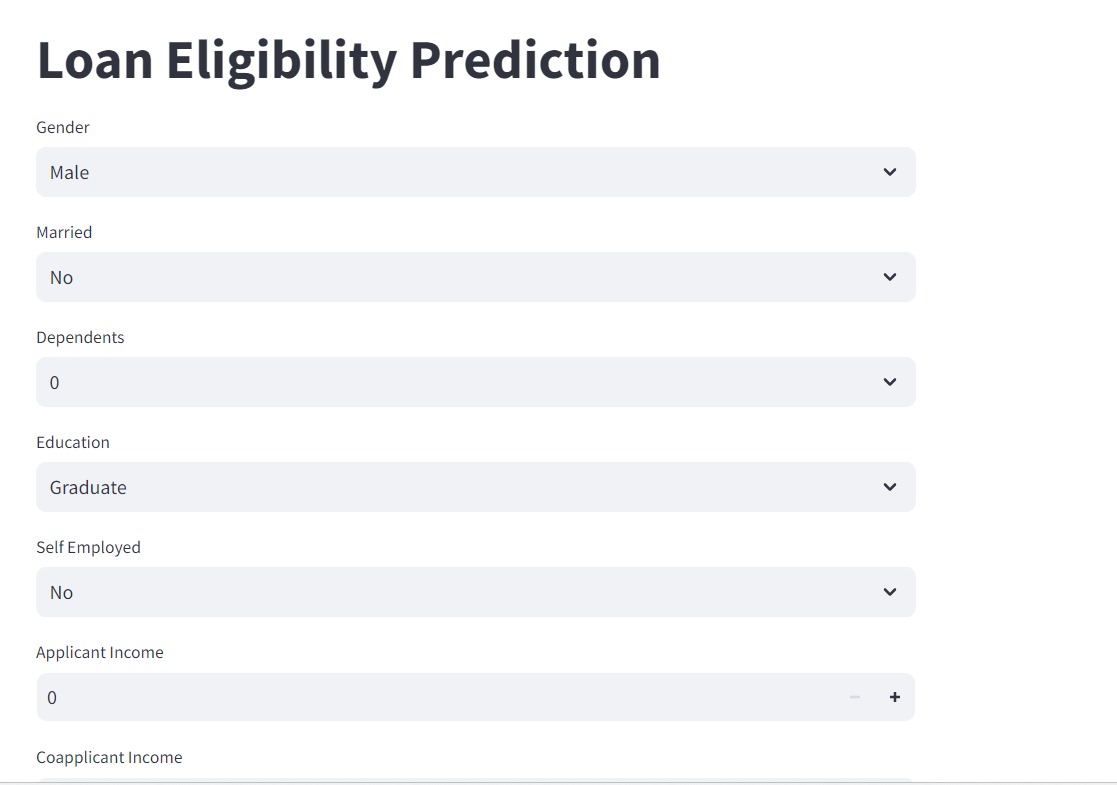 Loan Eligibility Prediction
Gender
Male
Married
No
Dependents
0
Education
Graduate
Self Employed
No
Applicant Income
0
Coapplicant Income